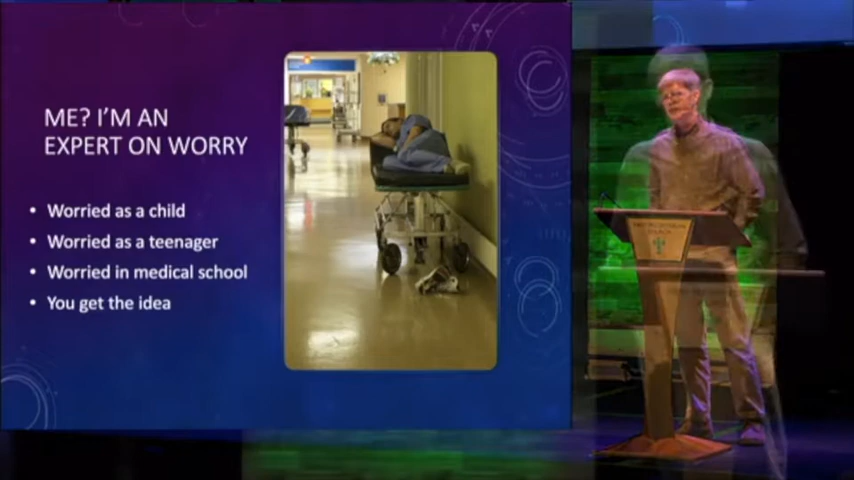 ME? I'M AN
EXPERT ON WORRY
• Worried as a child
• Worried as a teenager
• Worried in medical school
• You get the idea
CHURCH